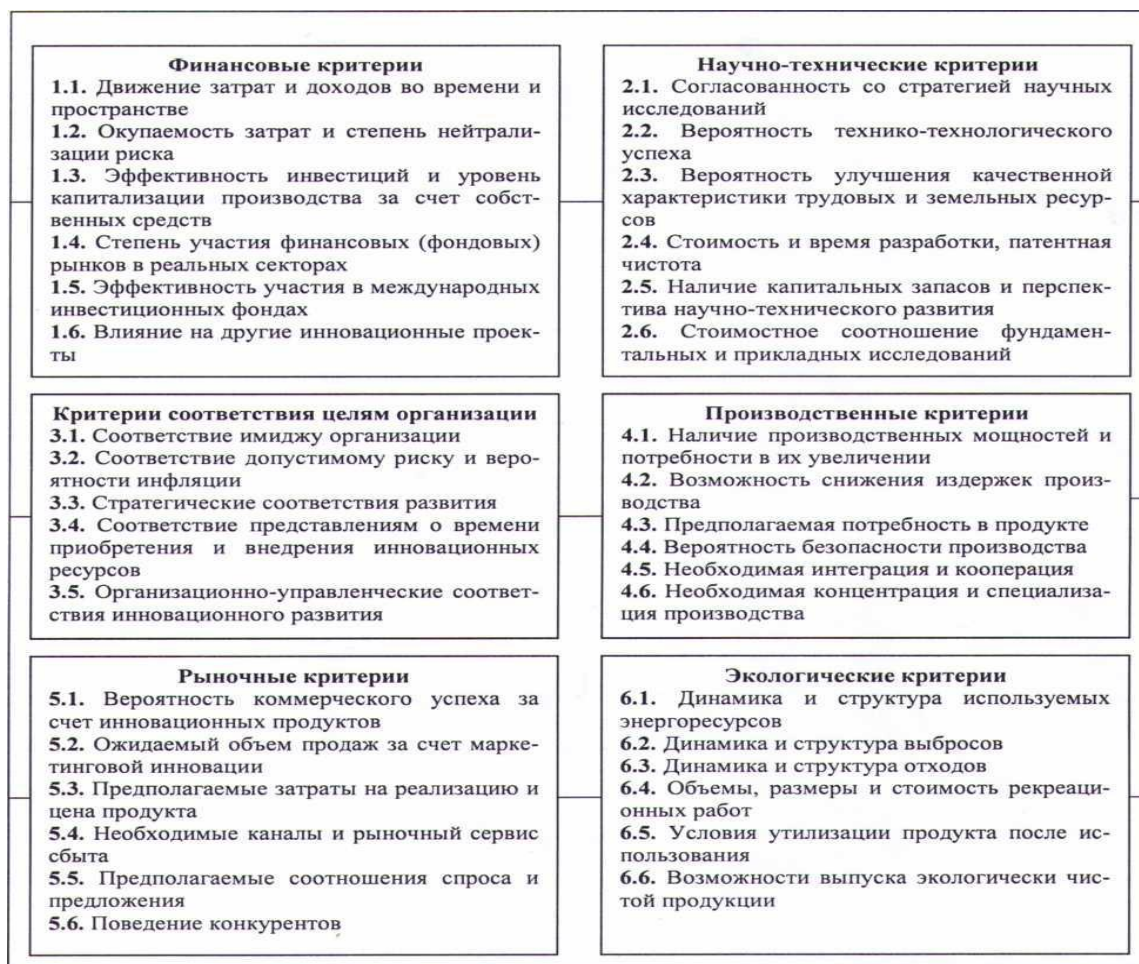 Финансовые критерии
1.1. Движение затрат и доходов во времени и
пространстве
1.2. Окупаемость затрат и степень нейтрали-
зации риска
1.3. Эффективность инвестиций и уровень
капитализации производства за счет собст-
венных средств
1.4. Степень участия финансовых (фондовых)
рынков в реальных секторах
1.5. Эффективность участия в международных
инвестиционных фондах
1.6. Влияние на другие инновационные проек-
ты
Научно-технические критерии
2.1. Согласованность со стратегией научных
исследований
2.2. Вероятность технико-технологического
успеха
2.3. Вероятность улучшения качественной
характеристики трудовых и земельных ресур-
сов
2.4. Стоимость и время разработки, патентная
чистота
2.5. Наличие капитальных запасов и перспек-
тива научно-технического развития
2.6. Стоимостное соотношение фундамен-
тальных и прикладных исследований
Критерии соответствия целям организации
3.1. Соответствие имиджу организации
3.2. Соответствие допустимому риску и веро-
ятности инфляции
3.3. Стратегические соответствия развития
3.4. Соответствие представлениям о времени
приобретения и внедрения инновационных
ресурсов
3.5. Организационно-управленческие соответ-
ствия инновационного развития
Производственные критерии
4.1. Наличие производственных мощностей и
потребности в их увеличении
4.2. Возможность снижения издержек произ-
водства
4.3. Предполагаемая потребность в продукте
4.4. Вероятность безопасности производства
4.5. Необходимая интеграция и кооперация
4.6. Необходимая концентрация и специализа-
ция производства
Рыночные критерии
5.1. Вероятность коммерческого успеха за
счет инновационных продуктов
5.2. Ожидаемый объем продаж за счет марке-
тинговой инновации
5.3. Предполагаемые затраты на реализацию и
цена продукта
5.4. Необходимые каналы и рыночный сервис
сбыта
5.5. Предполагаемые соотношения спроса и
предложения
5.6. Поведение конкурентов
Экологические критерии
6.1. Динамика и структура используемых
энергоресурсов
6.2. Динамика и структура выбросов
6.3. Динамика и структура отходов
6.4. Объемы, размеры и стоимость рекреаци-
онных работ
6.5. Условия утилизации продукта после ис-
пользования
6.6. Возможности выпуска экологически чис-
той продукции